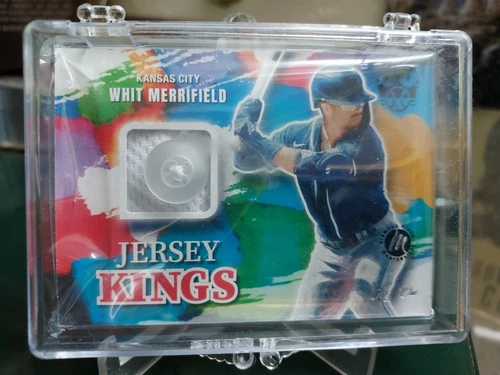 KANSAS CITY
WHIT MERRIFIELD
JERSEY
KINGS